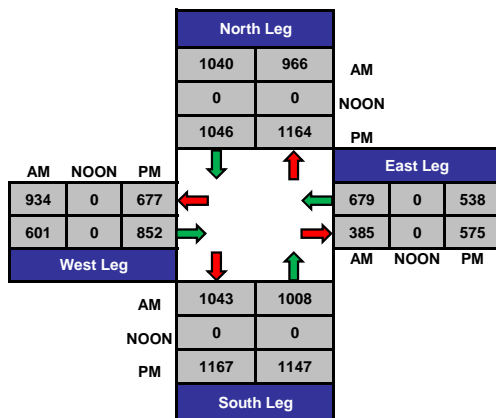 North Leg
1040 966 AM
0 0 NOON
1046 1164 PM
AM NOON PM East Leg
934 0 677 679 0 538
601 0 852 385 0 575
West Leg AM NOON PM
AM 1043 1008
NOON 0 0
PM 1167 1147
South Leg